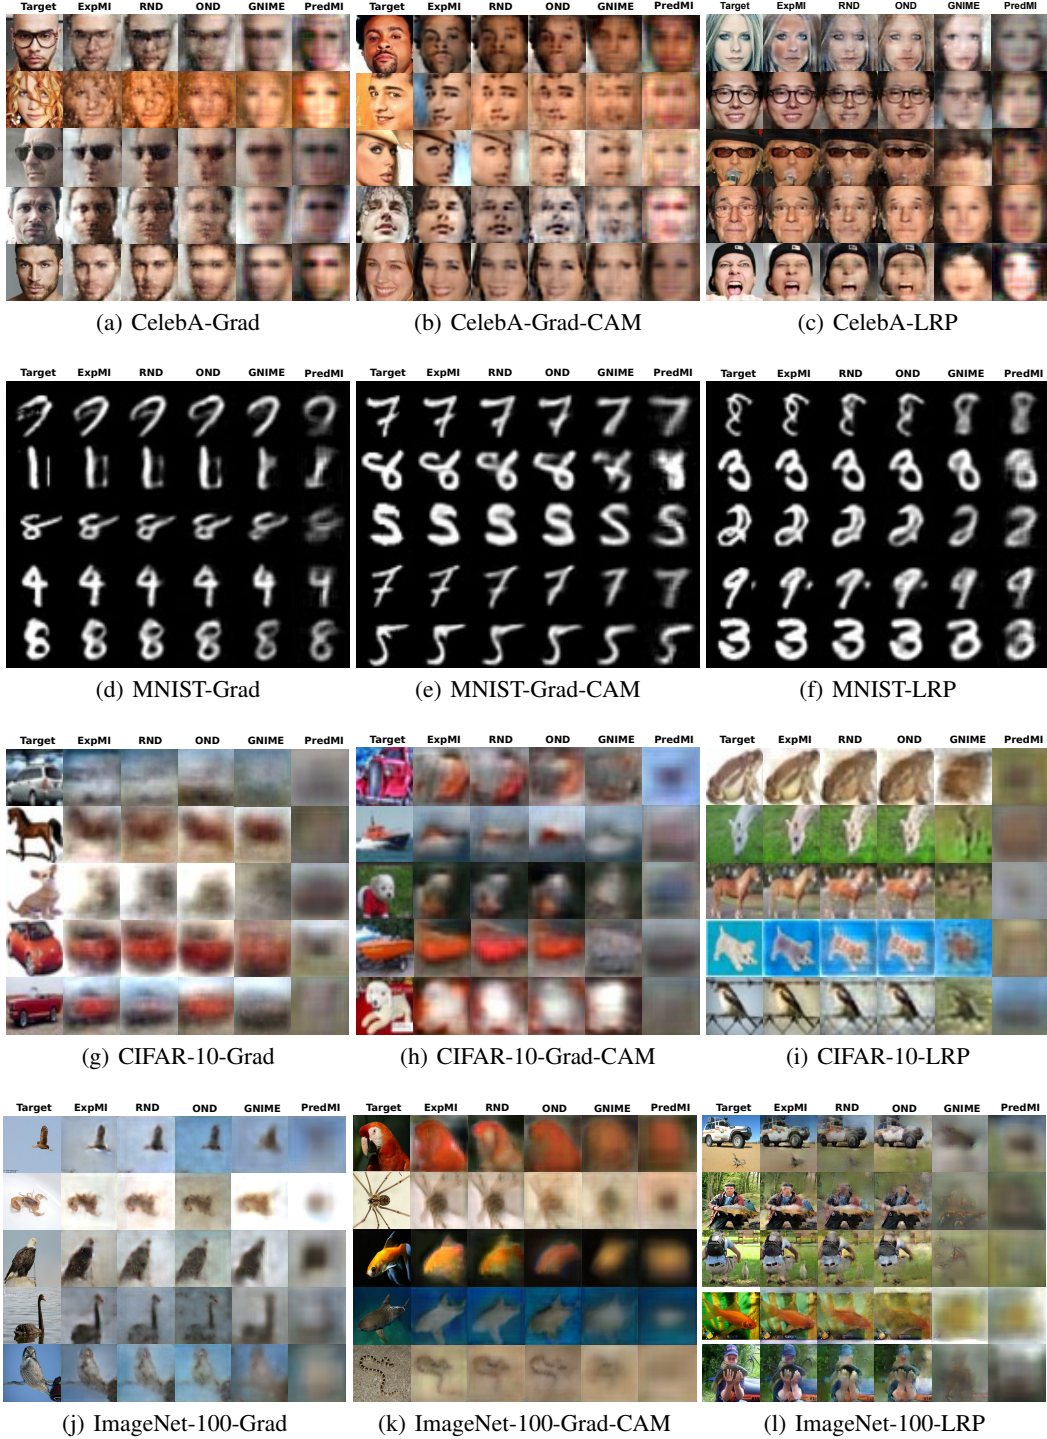 Target ExpMI RND OND GNIME PredMI
Target ExpMI RND OND GNIME PredMI
Target ExpMI RND OND GNIME PredMI
(a) CelebA-Grad
(b) CelebA-Grad-CAM
(c) CelebA-LRP
Target ExpMI RND OND GNIME PredMI
Target ExpMI RND OND GNIME PredMI
Target ExpMI RND OND GNIME PredMI
(d) MNIST-Grad
(e) MNIST-Grad-CAM
(f) MNIST-LRP
Target ExpMI RND OND GNIME PredMI
Target ExpMI RND OND GNIME PredMI
Target ExpMI RND OND GNIME PredMI
(g) CIFAR-10-Grad
(h) CIFAR-10-Grad-CAM
(i) CIFAR-10-LRP
Target ExpMI RND OND GNIME PredMI
Target ExpMI RND OND GNIME PredMI
Target ExpMI RND OND GNIME PredMI
(j) ImageNet-100-Grad
(k) ImageNet-100-Grad-CAM
(l) ImageNet-100-LRP